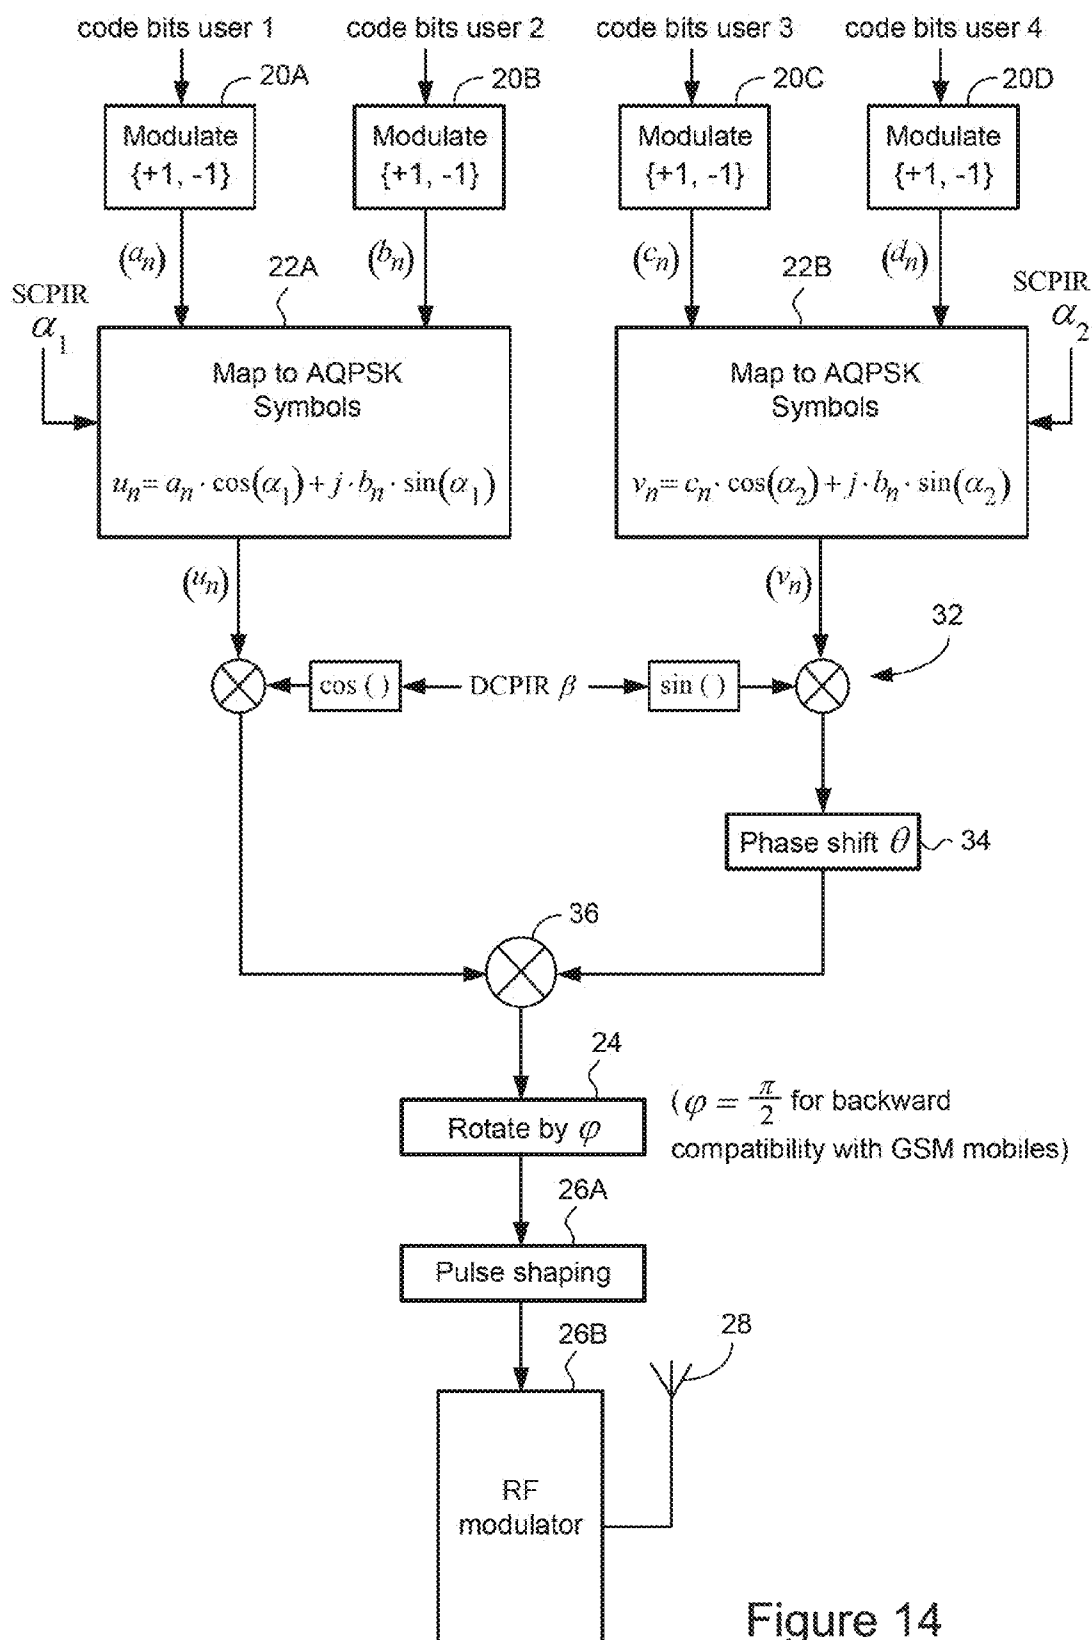 code bits user 1 code bits user 2 code bits user 3 code bits user 4
20A 20B 20C 20D
Modulate {+1, -1}
Modulate {+1, -1}
Modulate {+1, -1}
Modulate {+1, -1}
(aₙ) (bₙ) (cₙ) (dₙ)
22A 22B
SCPIR α₁
SCPIR α₂
Map to AQPSK
Symbols
uₙ= aₙ · cos(α₁) + j · bₙ · sin(α₁)
Map to AQPSK
Symbols
vₙ= cₙ · cos(α₂) + j · bₙ · sin(α₂)
(uₙ) (vₙ)
32
cos ( ) DCPIR β sin ( )
Phase shift θ 34
36
24
Rotate by φ
(φ = π/2 for backward
compatibility with GSM mobiles)
26A
Pulse shaping
26B 28
RF
modulator
Figure 14